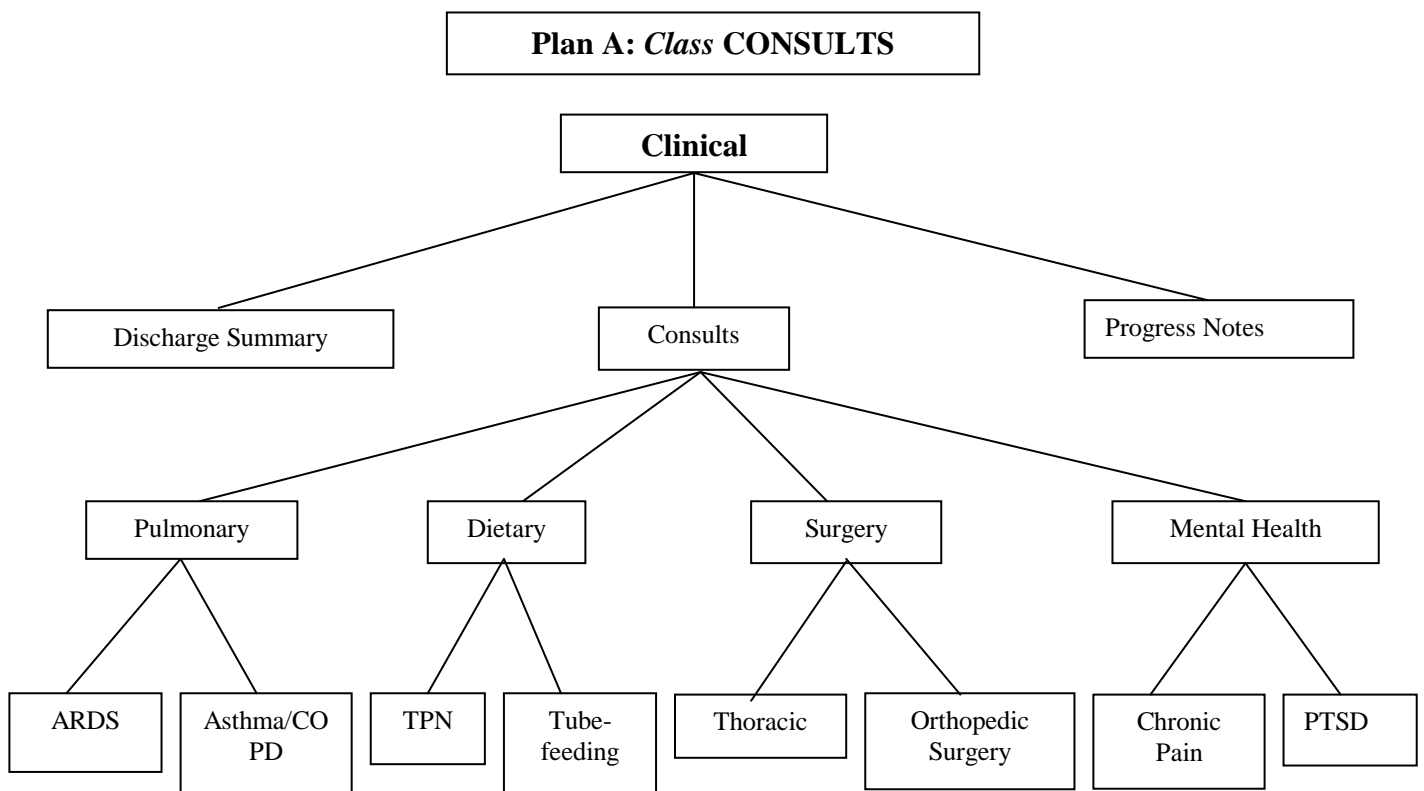 Plan A: Class CONSULTS
Clinical
Discharge Summary
Consults
Progress Notes
Pulmonary
Dietary
Surgery
Mental Health
ARDS
Asthma/CO
PD
TPN
Tube-
feeding
Thoracic
Orthopedic
Surgery
Chronic
Pain
PTSD